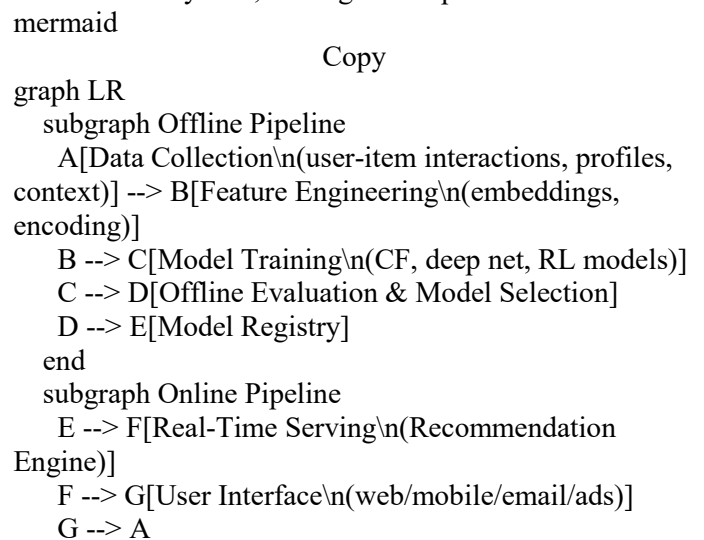 mermaid
Copy
graph LR
subgraph Offline Pipeline
A[Data Collection\n(user-item interactions, profiles,
context)] --> B[Feature Engineering\n(embeddings,
encoding)]
B --> C[Model Training\n(CF, deep net, RL models)]
C --> D[Offline Evaluation & Model Selection]
D --> E[Model Registry]
end
subgraph Online Pipeline
E --> F[Real-Time Serving\n(Recommendation
Engine)]
F --> G[User Interface\n(web/mobile/email/ads)]
G --> A